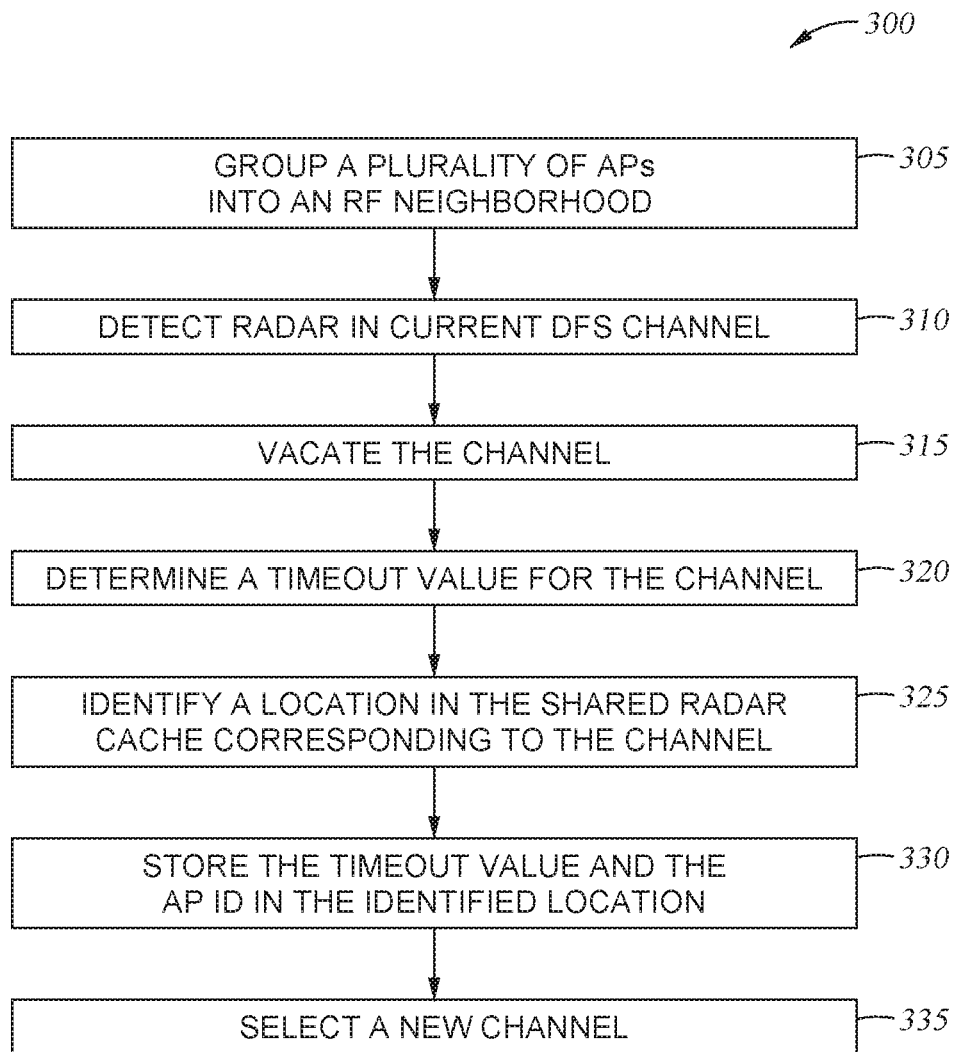 300
GROUP A PLURALITY OF APs
INTO AN RF NEIGHBORHOOD
305
DETECT RADAR IN CURRENT DFS CHANNEL
310
VACATE THE CHANNEL
315
DETERMINE A TIMEOUT VALUE FOR THE CHANNEL
320
IDENTIFY A LOCATION IN THE SHARED RADAR
CACHE CORRESPONDING TO THE CHANNEL
325
STORE THE TIMEOUT VALUE AND THE
AP ID IN THE IDENTIFIED LOCATION
330
SELECT A NEW CHANNEL
335